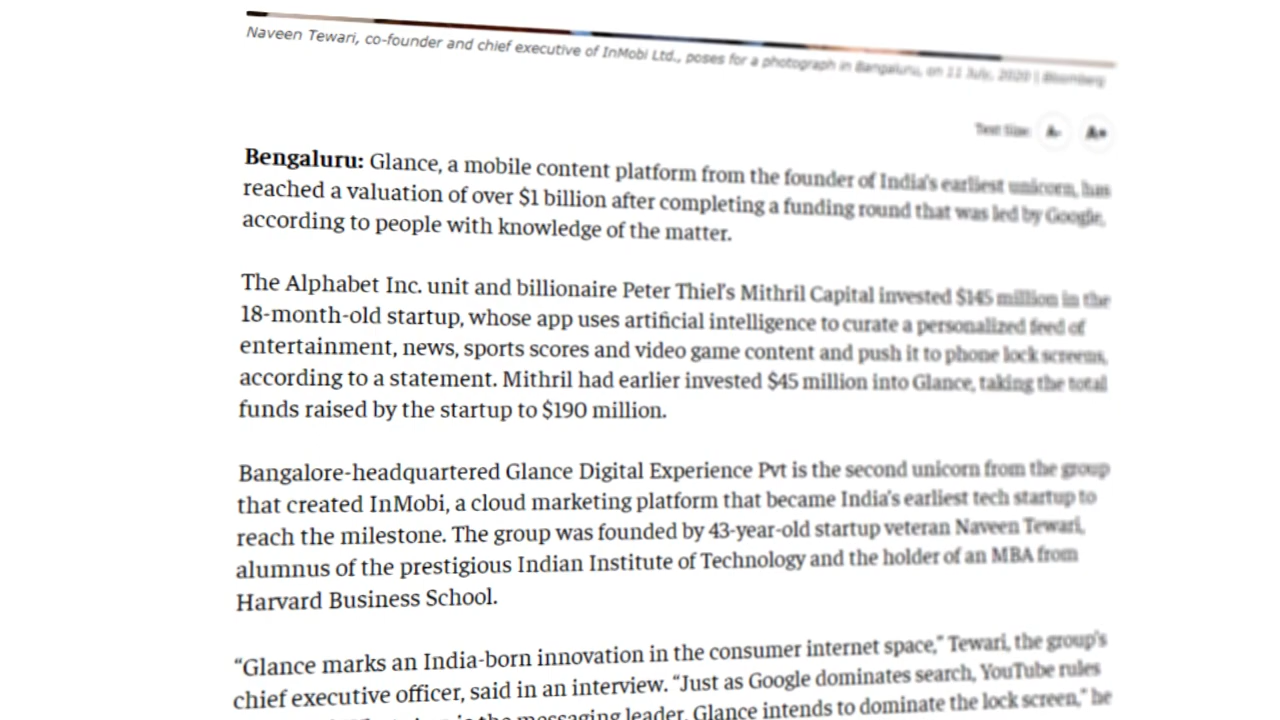 Naveen Tewari, co-founder and chief executive of InMobi Ltd., poses for a photograph in Bangaluru, on 11 July, 2020 | Bloomberg
Text Size: A- A+
Bengaluru: Glance, a mobile content platform from the founder of India's earliest unicorn, has
reached a valuation of over $1 billion after completing a funding round that was led by Google,
according to people with knowledge of the matter.
The Alphabet Inc. unit and billionaire Peter Thiel's Mithril Capital invested $145 million in the
18-month-old startup, whose app uses artificial intelligence to curate a personalized feed of
entertainment, news, sports scores and video game content and push it to phone lock screens,
according to a statement. Mithril had earlier invested $45 million into Glance, taking the total
funds raised by the startup to $190 million.
Bangalore-headquartered Glance Digital Experience Pvt is the second unicorn from the group
that created InMobi, a cloud marketing platform that became India's earliest tech startup to
reach the milestone. The group was founded by 43-year-old startup veteran Naveen Tewari,
alumnus of the prestigious Indian Institute of Technology and the holder of an MBA from
Harvard Business School.
“Glance marks an India-born innovation in the consumer internet space,” Tewari, the group's
chief executive officer, said in an interview. “Just as Google dominates search, YouTube rules
is the messaging leader, Glance intends to dominate the lock screen,” he